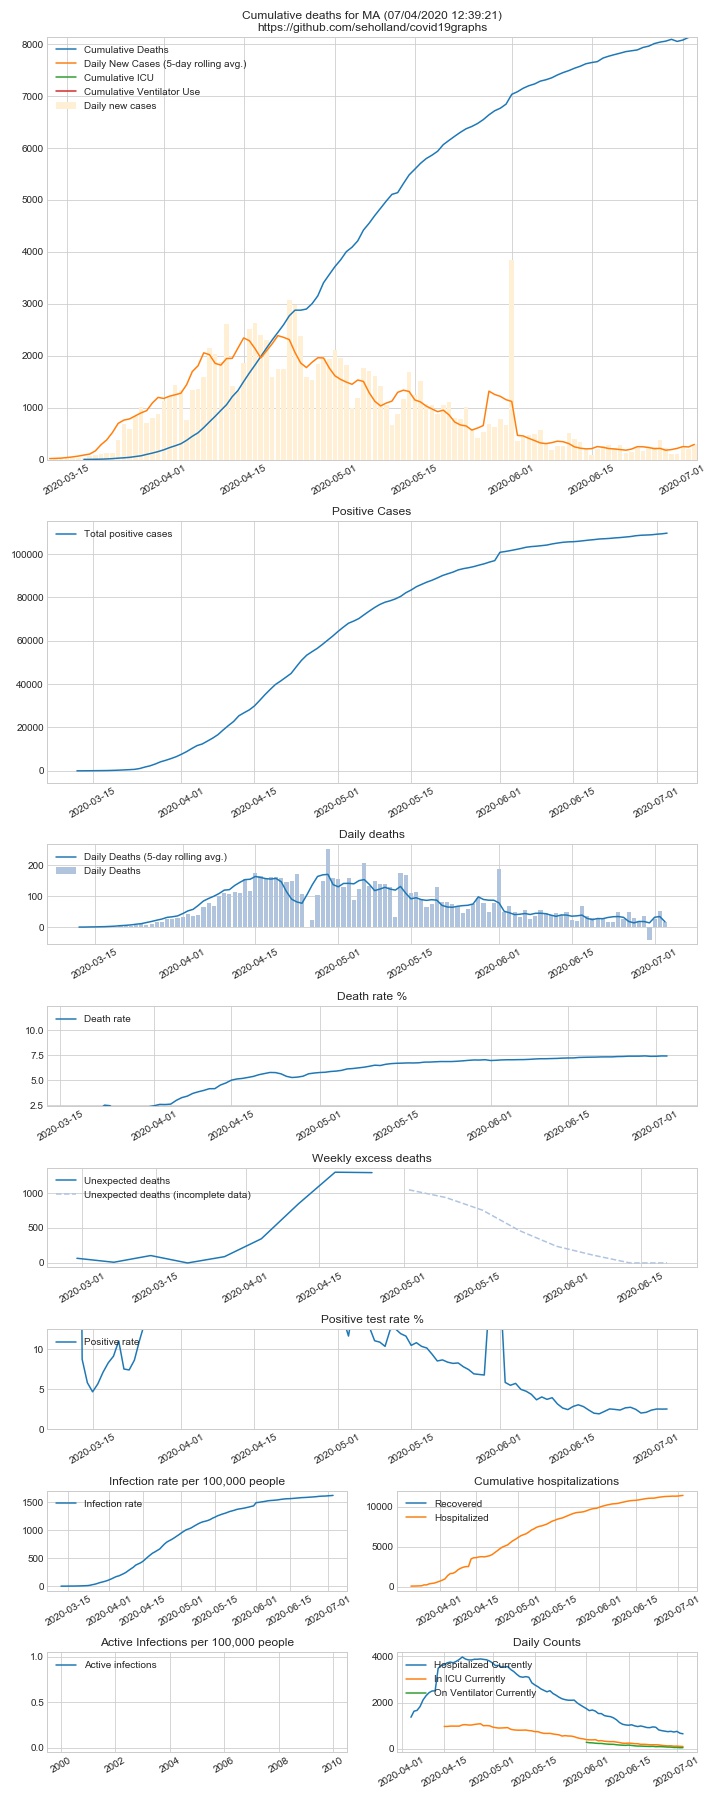 Cumulative deaths for MA (07/04/2020 12:39:21)
https://github.com/seholland/covid19graphs
Cumulative Deaths
Daily New Cases (5-day rolling avg.)
Cumulative ICU
Cumulative Ventilator Use
Daily new cases
8000
7000
6000
5000
4000
3000
2000
1000
0
2020-03-15 2020-04-01 2020-04-15 2020-05-01 2020-05-15 2020-06-01 2020-06-15 2020-07-01
Positive Cases
Total positive cases
100000
80000
60000
40000
20000
0
2020-03-15 2020-04-01 2020-04-15 2020-05-01 2020-05-15 2020-06-01 2020-06-15 2020-07-01
Daily deaths
Daily Deaths (5-day rolling avg.)
Daily Deaths
200
100
0
2020-03-15 2020-04-01 2020-04-15 2020-05-01 2020-05-15 2020-06-01 2020-06-15 2020-07-01
Death rate %
Death rate
10.0
7.5
5.0
2.5
2020-03-15 2020-04-01 2020-04-15 2020-05-01 2020-05-15 2020-06-01 2020-06-15 2020-07-01
Weekly excess deaths
Unexpected deaths
Unexpected deaths (incomplete data)
1000
500
0
2020-03-01 2020-03-15 2020-04-01 2020-04-15 2020-05-01 2020-05-15 2020-06-01 2020-06-15
Positive test rate %
Positive rate
10
5
0
2020-03-15 2020-04-01 2020-04-15 2020-05-01 2020-05-15 2020-06-01 2020-06-15 2020-07-01
Infection rate per 100,000 people
Infection rate
1500
1000
500
0
2020-03-15 2020-04-01 2020-04-15 2020-05-01 2020-05-15 2020-06-01 2020-06-15 2020-07-01
Cumulative hospitalizations
Recovered
Hospitalized
10000
5000
0
2020-04-01 2020-04-15 2020-05-01 2020-05-15 2020-06-01 2020-06-15 2020-07-01
Active Infections per 100,000 people
Active infections
1.0
0.5
0.0
2000 2002 2004 2006 2008 2010
Daily Counts
Hospitalized Currently
In ICU Currently
On Ventilator Currently
4000
2000
0
2020-04-01 2020-04-15 2020-05-01 2020-05-15 2020-06-01 2020-06-15 2020-07-01